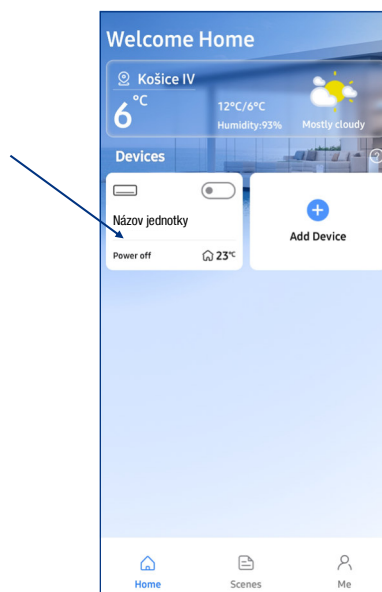 Welcome Home
Košice IV
6°C
12°C/6°C
Humidity:93%
Mostly cloudy
Devices
Názov jednotky
Power off
23℃
Add Device
Home
Scenes
Me